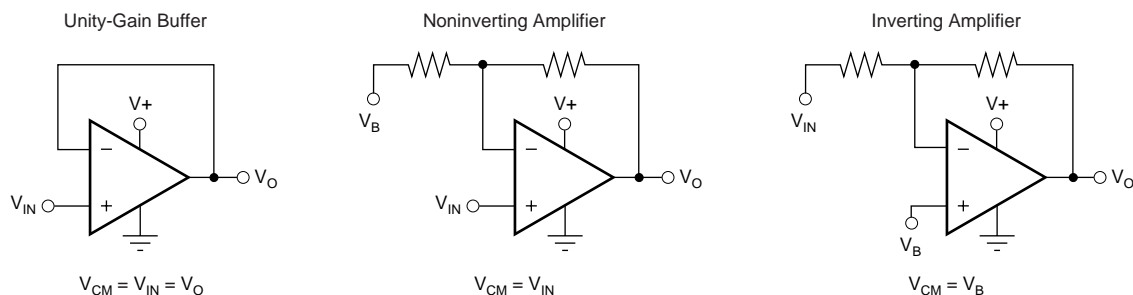 Unity-Gain Buffer
V+
−
V_IN
+
V_O
V_CM = V_IN = V_O
Noninverting Amplifier
V_B
V+
−
V_IN
+
V_O
V_CM = V_IN
Inverting Amplifier
V_IN
V+
−
+
V_B
V_O
V_CM = V_B